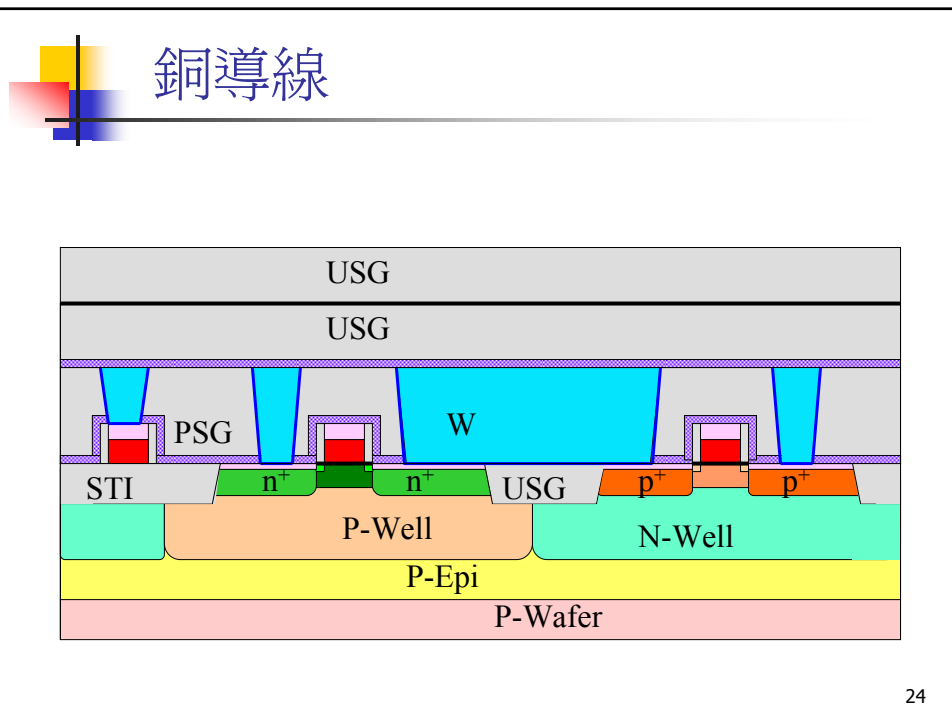 銅導線
USG
USG
PSG
W
STI
n+
n+
USG
p+
p+
P-Well
N-Well
P-Epi
P-Wafer
24